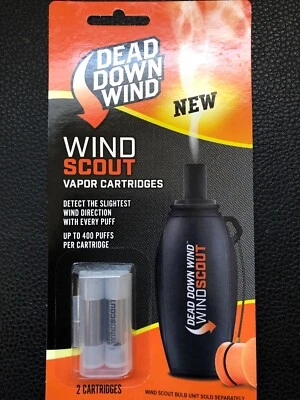 DEAD
DOWN
WIND
NEW
WIND
SCOUT
VAPOR CARTRIDGES
DETECT THE SLIGHTEST
WIND DIRECTION
WITH EVERY PUFF
UP TO 400 PUFFS
PER CARTRIDGE
DEAD DOWN WIND
WINDSCOUT
WINDSCOUT
2 CARTRIDGES
WIND SCOUT BULB UNIT SOLD SEPARATELY